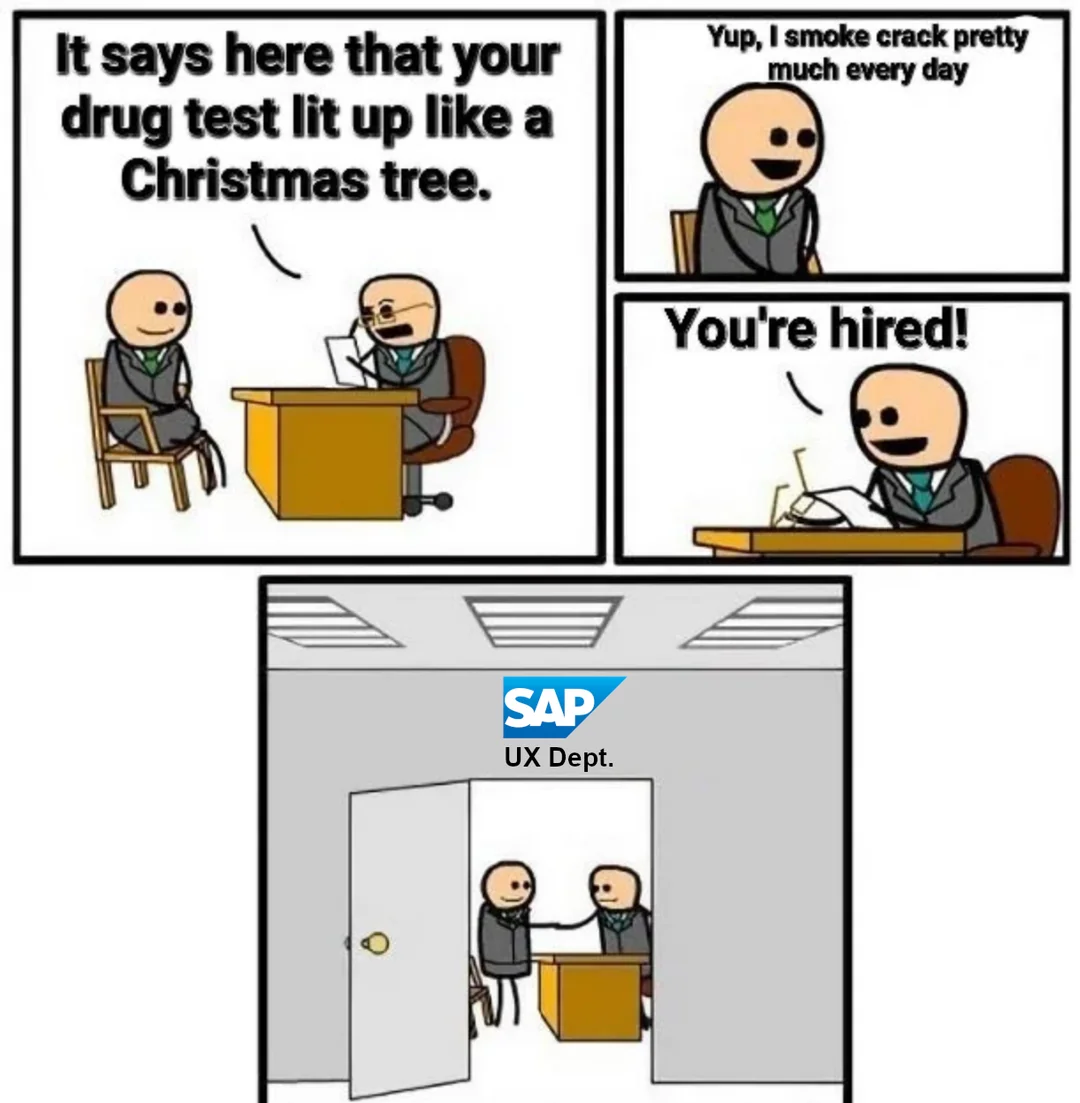 It says here that your
drug test lit up like a
Christmas tree.
Yup, I smoke crack pretty
much every day
You're hired!
SAP
UX Dept.